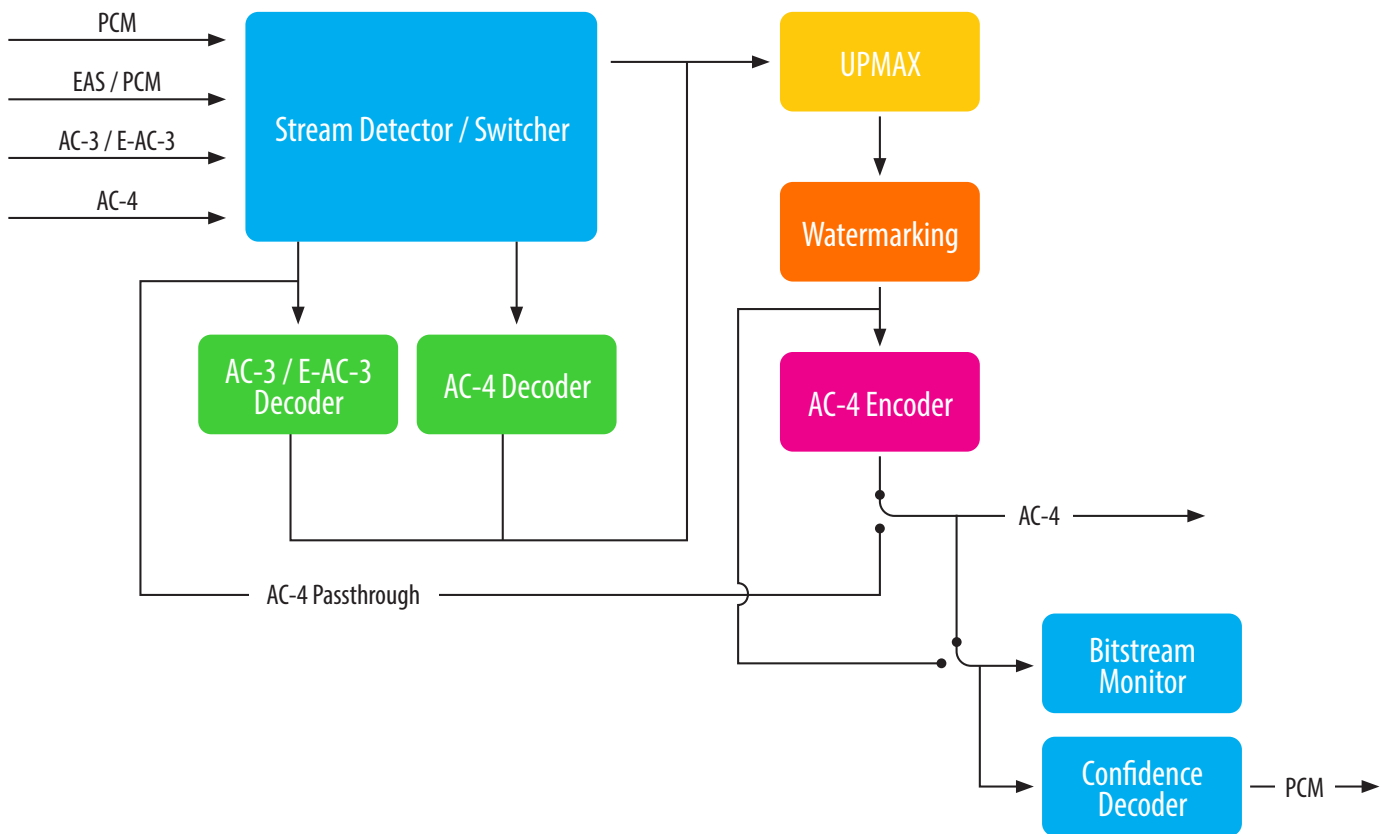 PCM
EAS / PCM
AC-3 / E-AC-3
AC-4
Stream Detector / Switcher
UPMAX
Watermarking
AC-3 / E-AC-3
Decoder
AC-4 Decoder
AC-4 Encoder
AC-4
AC-4 Passthrough
Bitstream
Monitor
Confidence
Decoder
PCM